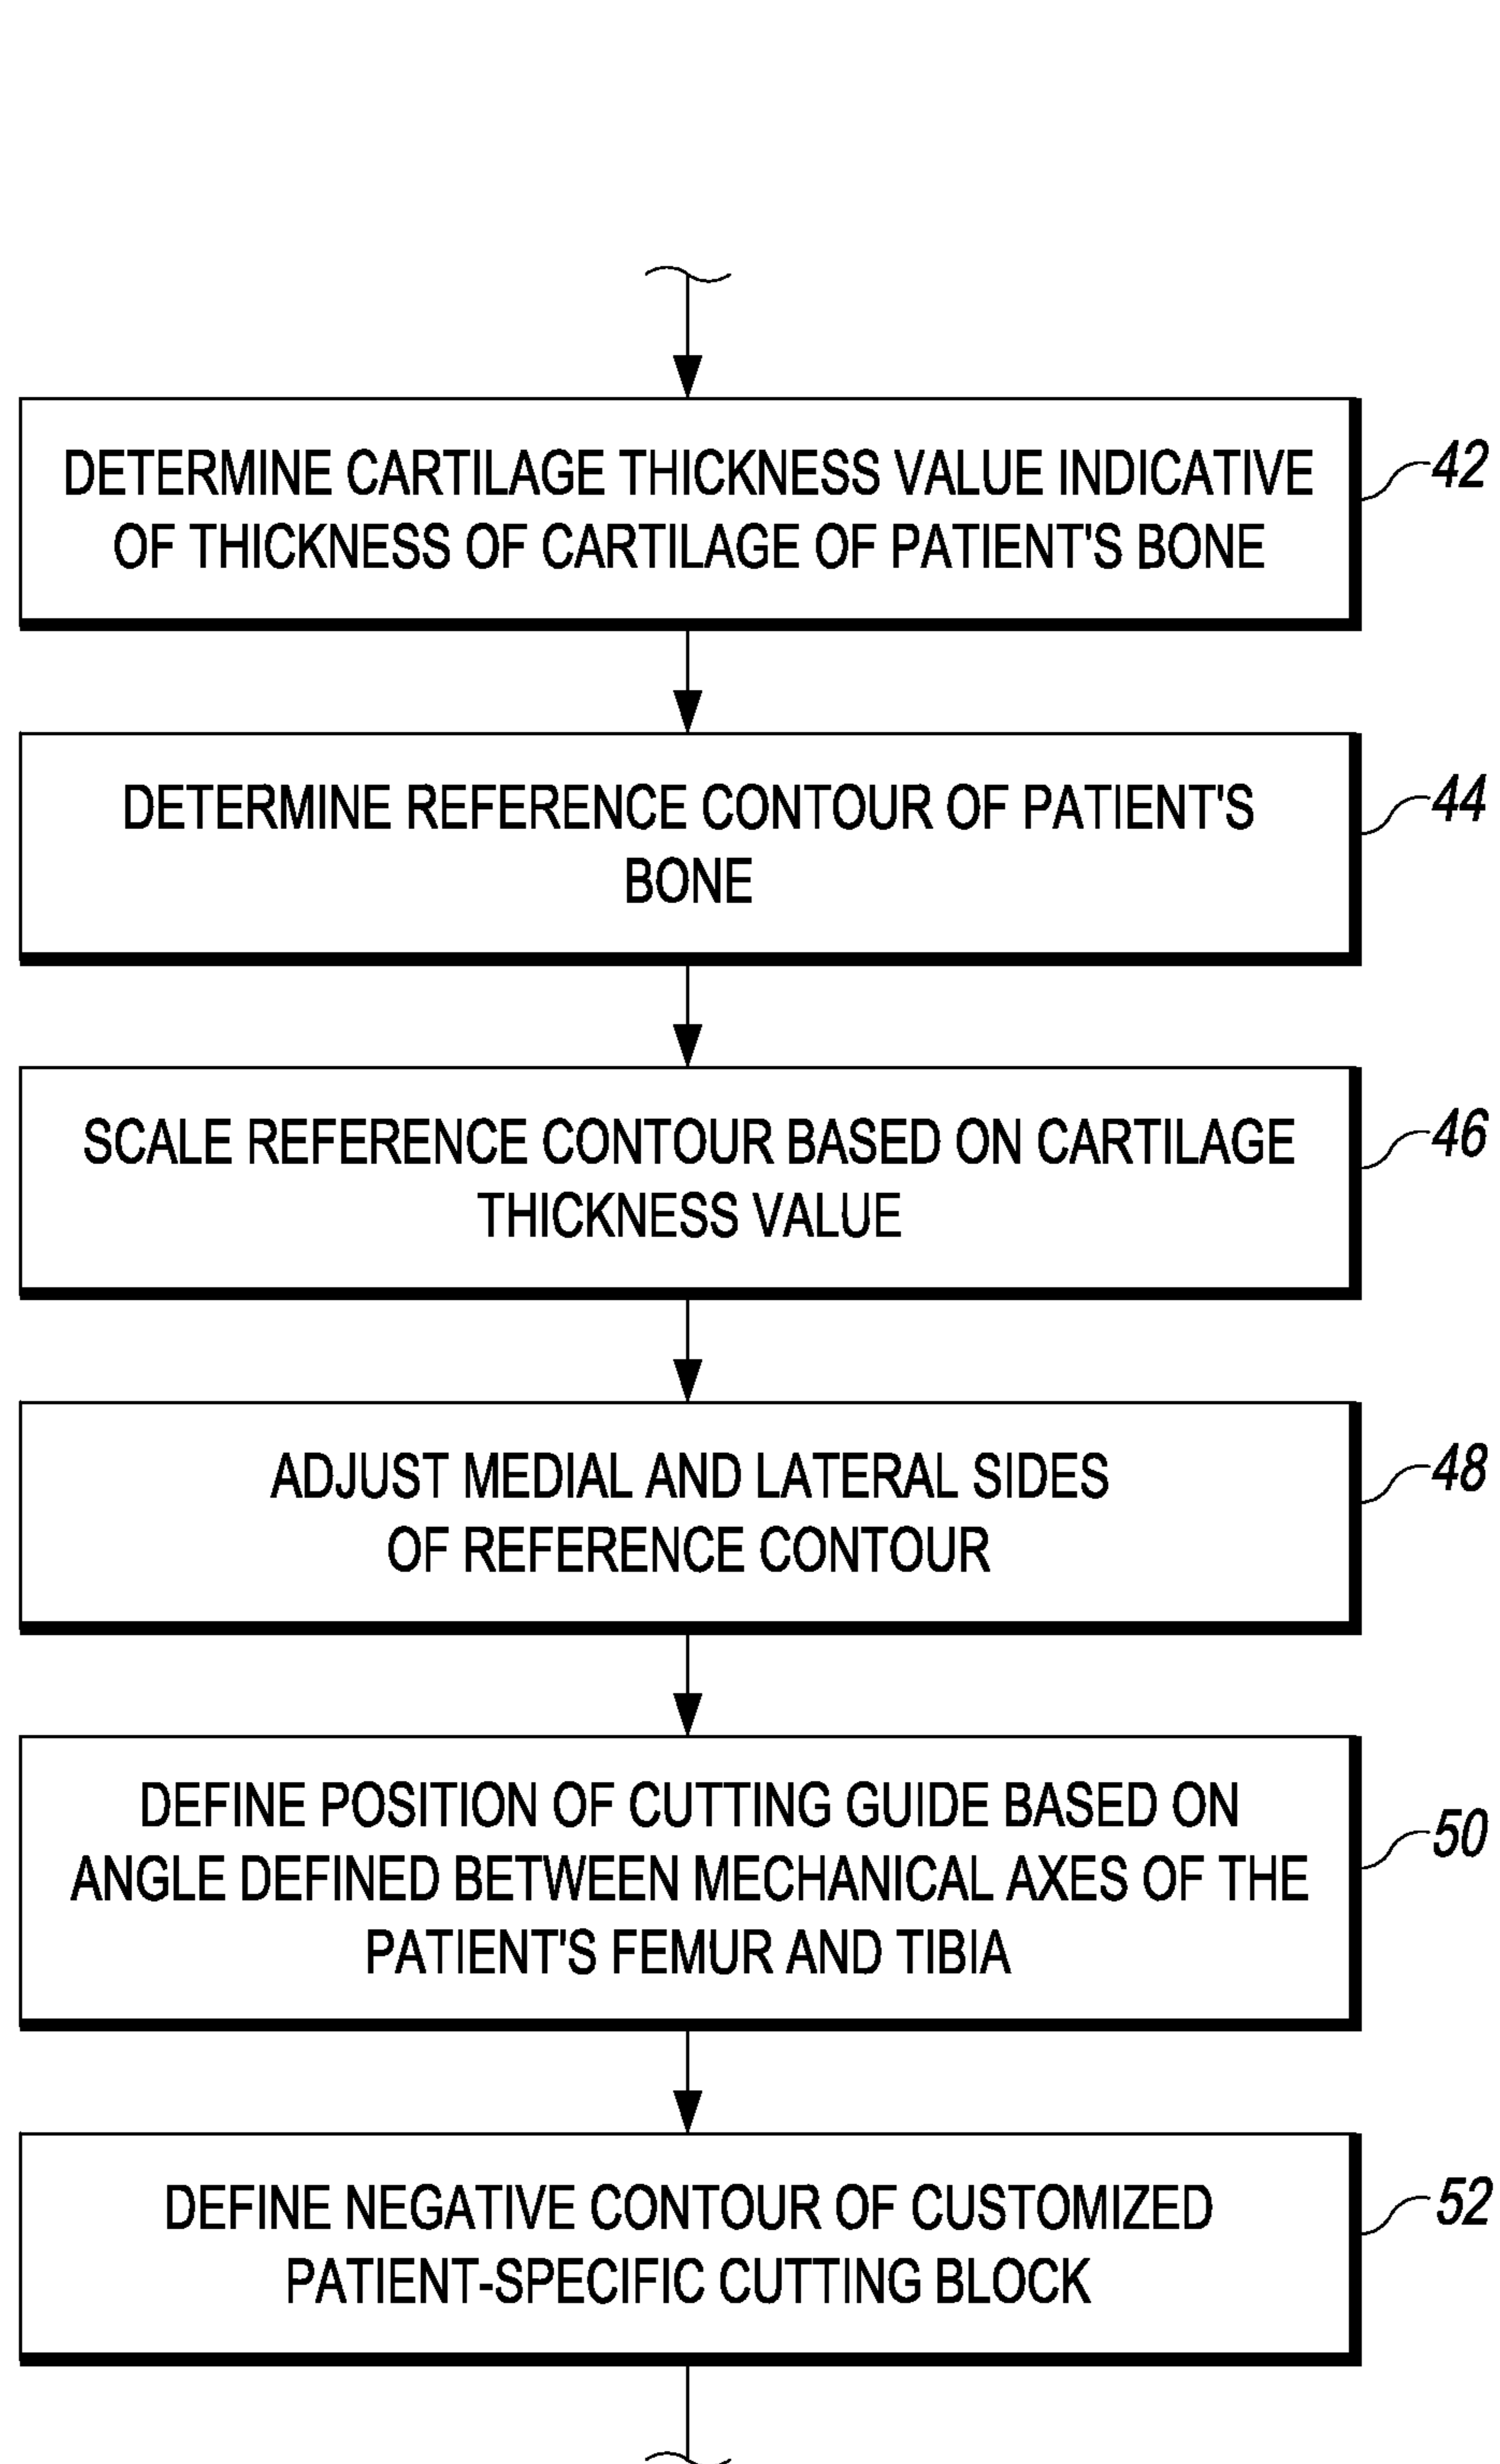 DETERMINE CARTILAGE THICKNESS VALUE INDICATIVE
OF THICKNESS OF CARTILAGE OF PATIENT'S BONE
42
DETERMINE REFERENCE CONTOUR OF PATIENT'S
BONE
44
SCALE REFERENCE CONTOUR BASED ON CARTILAGE
THICKNESS VALUE
46
ADJUST MEDIAL AND LATERAL SIDES
OF REFERENCE CONTOUR
48
DEFINE POSITION OF CUTTING GUIDE BASED ON
ANGLE DEFINED BETWEEN MECHANICAL AXES OF THE
PATIENT'S FEMUR AND TIBIA
50
DEFINE NEGATIVE CONTOUR OF CUSTOMIZED
PATIENT-SPECIFIC CUTTING BLOCK
52